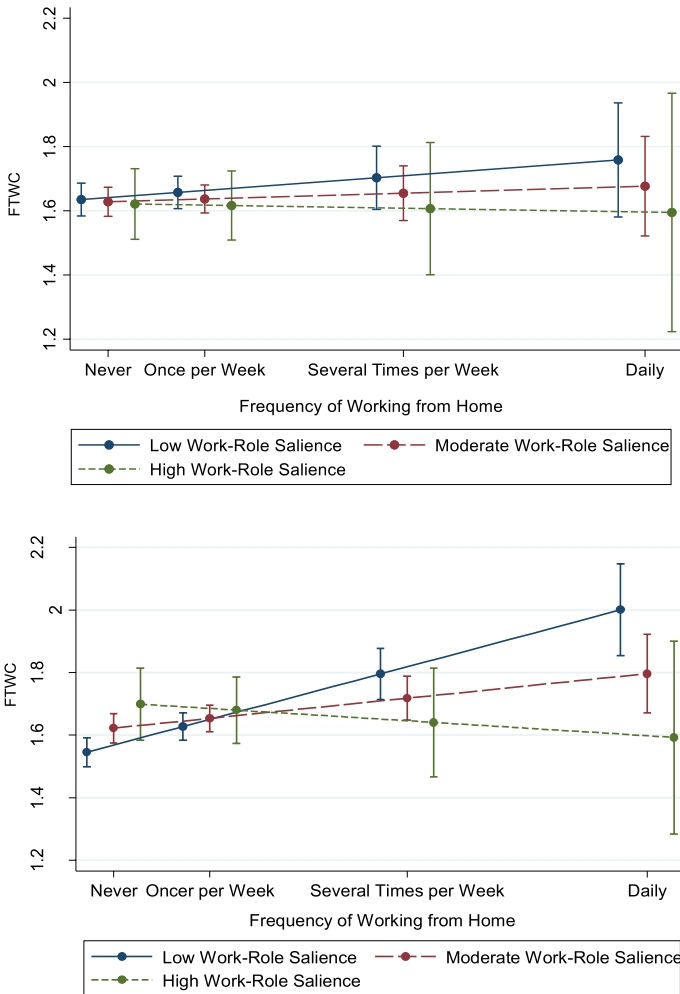 2.2
2
1.8
1.6
1.4
1.2
FTWC
Never Once per Week Several Times per Week Daily
Frequency of Working from Home
Low Work-Role Salience Moderate Work-Role Salience
High Work-Role Salience
2.2
2
1.8
1.6
1.4
1.2
FTWC
Never Oncer per Week Several Times per Week Daily
Frequency of Working from Home
Low Work-Role Salience Moderate Work-Role Salience
High Work-Role Salience